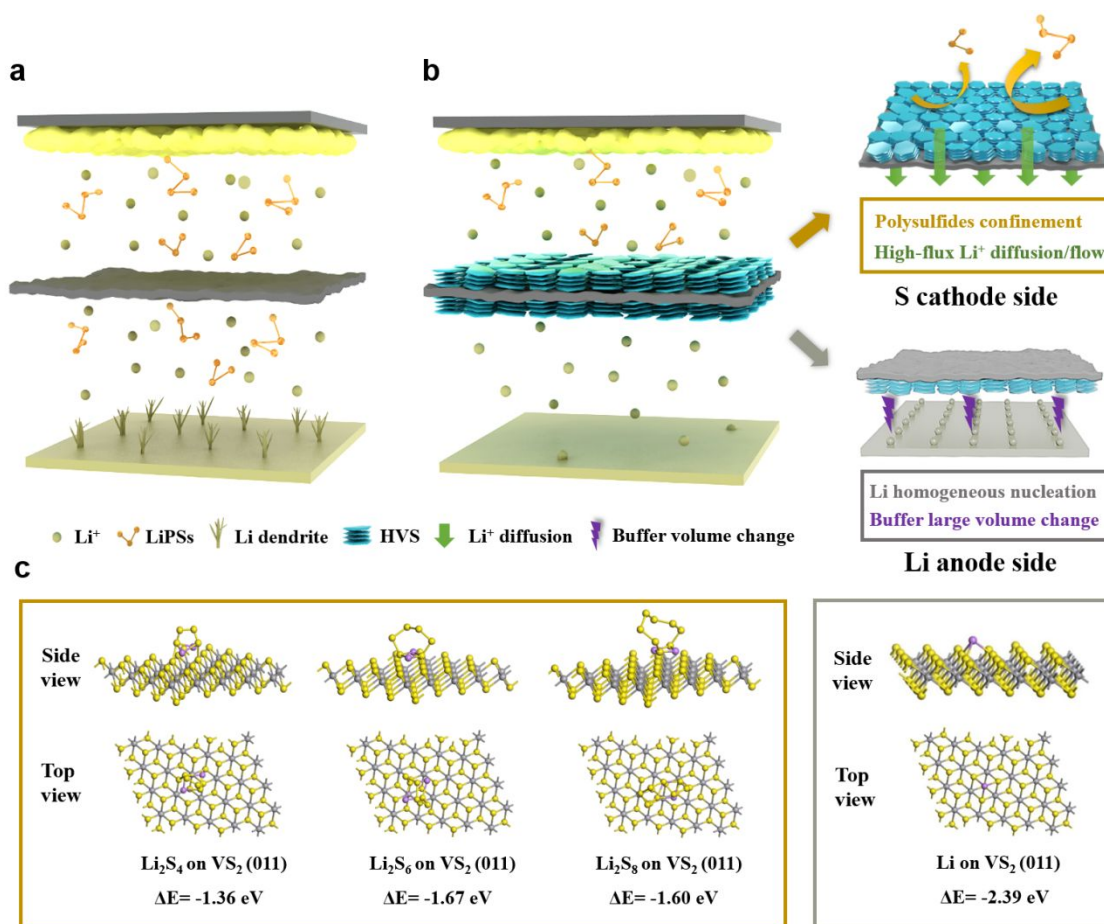 a
b
Polysulfides confinement
High-flux Li⁺ diffusion/flow
S cathode side
Li homogeneous nucleation
Buffer large volume change
Li anode side
Li⁺ LiPSs Li dendrite HVS Li⁺ diffusion Buffer volume change
c
Side
view
Top
view
Li₂S₄ on VS₂ (011) Li₂S₆ on VS₂ (011) Li₂S₈ on VS₂ (011)
ΔE= -1.36 eV ΔE= -1.67 eV ΔE= -1.60 eV
Side
view
Top
view
Li on VS₂ (011)
ΔE= -2.39 eV